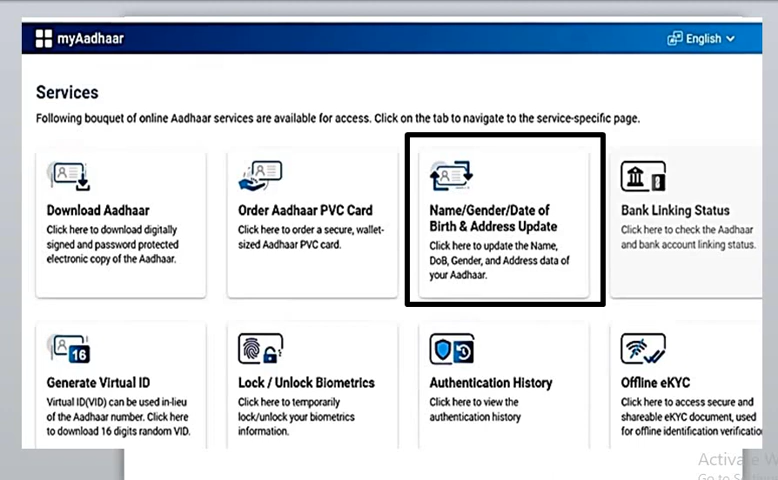 myAadhaar
English
Services
Following bouquet of online Aadhaar services are available for access. Click on the tab to navigate to the service-specific page.
Download Aadhaar
Click here to download digitally
signed and password protected
electronic copy of the Aadhaar.
Order Aadhaar PVC Card
Click here to order a secure, wallet-
sized Aadhaar PVC card.
Name/Gender/Date of
Birth & Address Update
Click here to update the Name,
DoB, Gender, and Address data of
your Aadhaar.
Bank Linking Status
Click here to check the Aadhaar
and bank account linking status.
16
Generate Virtual ID
Virtual ID(VID) can be used in-lieu
of the Aadhaar number. Click here
to download 16 digits random VID.
Lock / Unlock Biometrics
Click here to temporarily
lock/unlock your biometrics
information.
Authentication History
Click here to view the
authentication history
Offline eKYC
Click here to access secure and
shareable eKYC document, used
for offline identification verification
Activate W
Go to